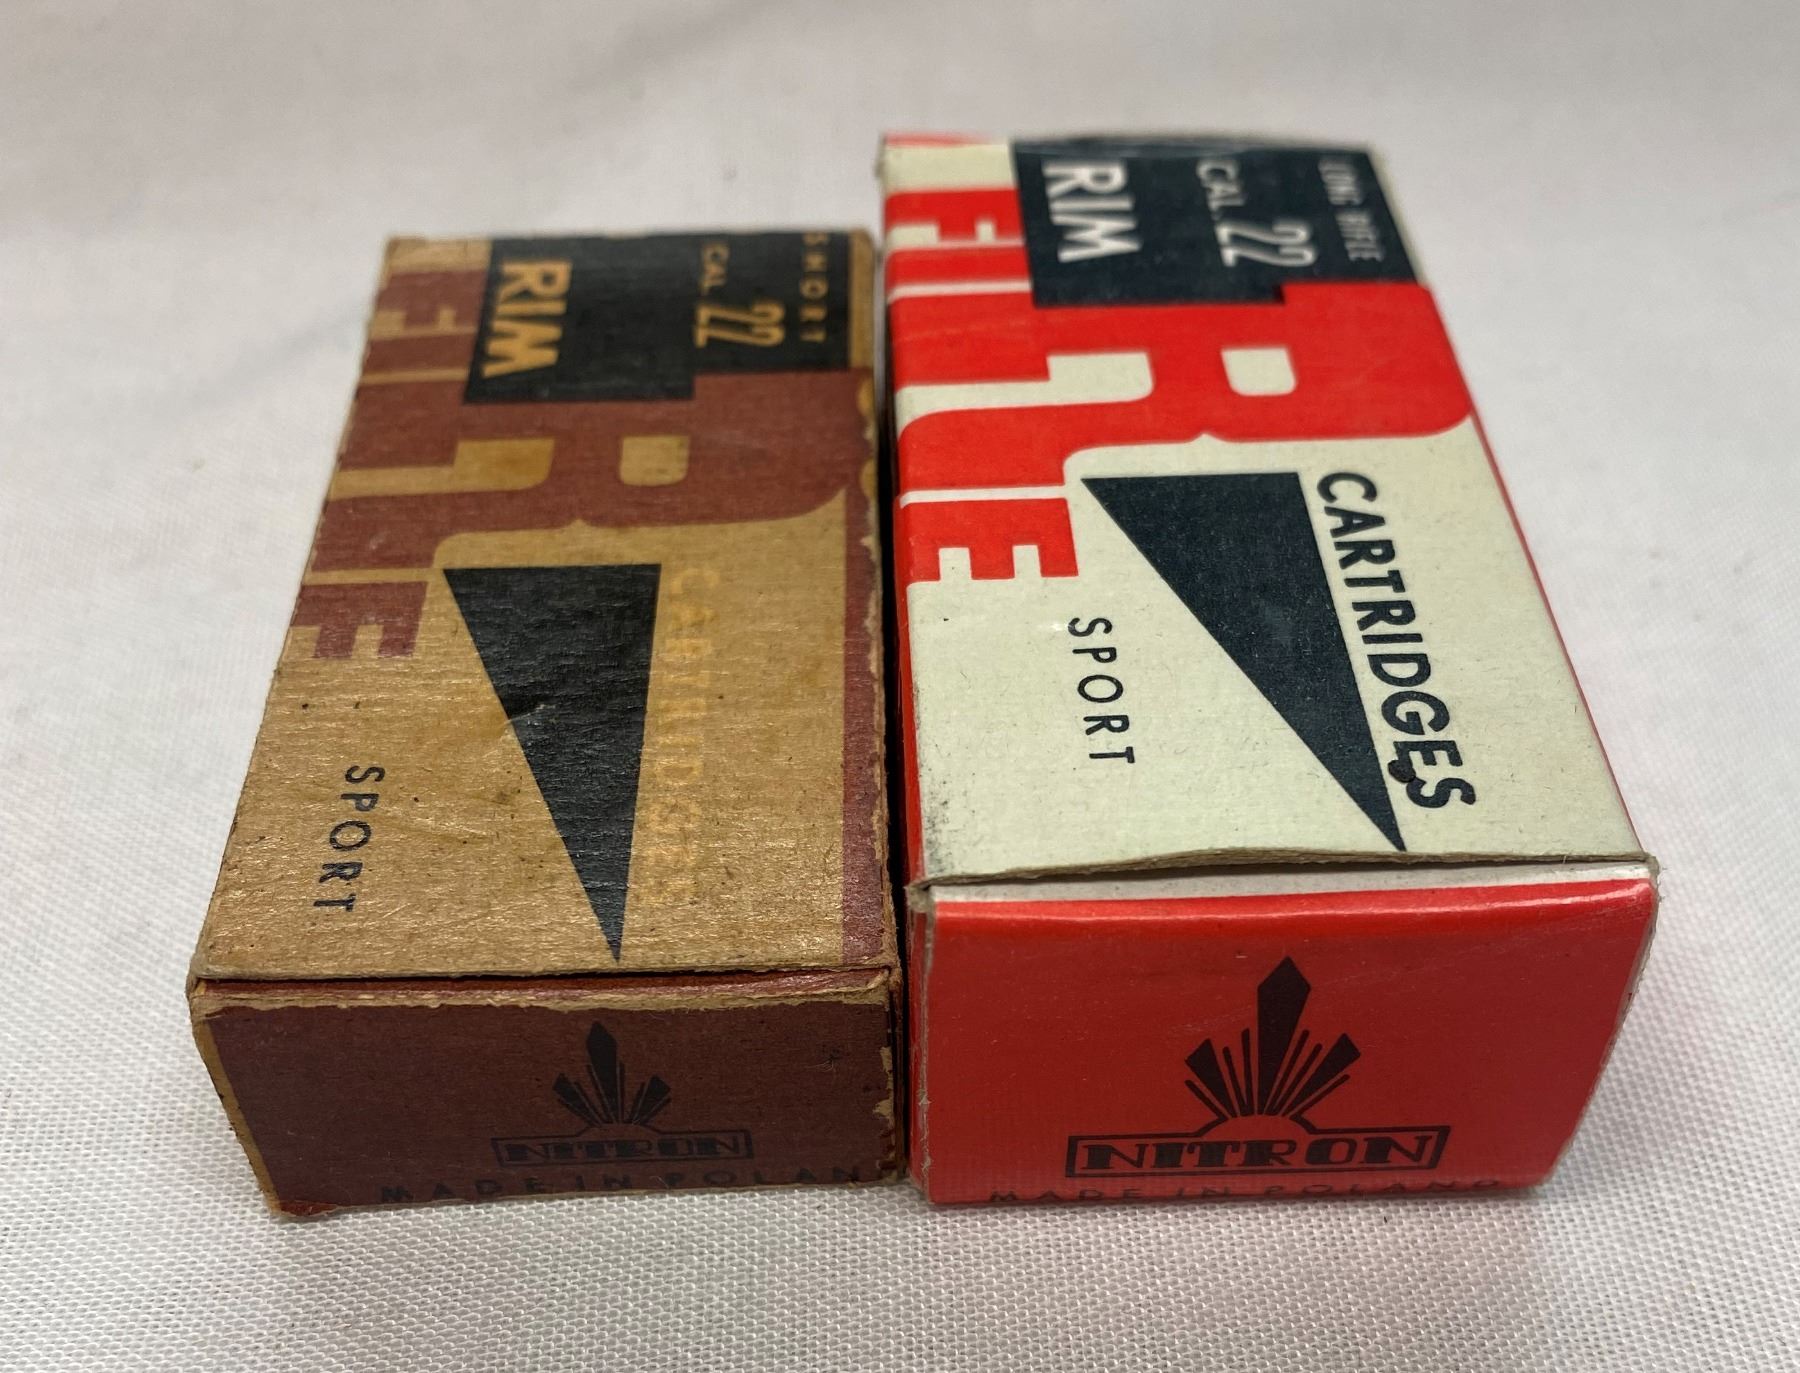 SHORT
CAL. 22
RIM
FIRE
CARTRIDGES
SPORT
NITRON
MADE IN POLAN
LONG RIFLE
CAL. 22
RIM
FIRE
CARTRIDGES
SPORT
NITRON
MADE IN POLAND